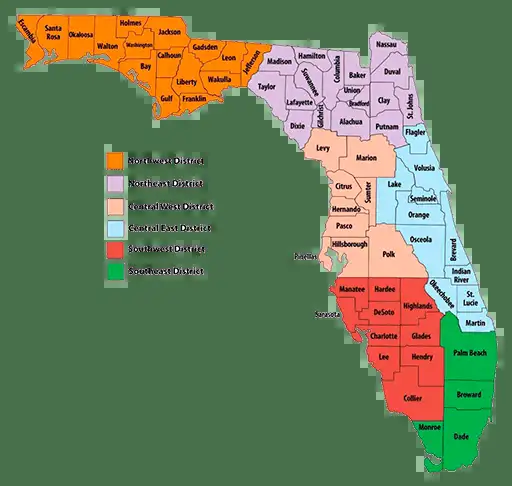 Escambia
Santa
Rosa
Okaloosa
Walton
Holmes
Washington
Bay
Jackson
Calhoun
Gulf
Gadsden
Liberty
Franklin
Leon
Wakulla
Jefferson
Madison
Taylor
Hamilton
Suwannee
Lafayette
Dixie
Columbia
Gilchris
Baker
Union
Bradford
Alachua
Nassau
Duval
Clay
St. Johns
Putnam
Flagler
Levy
Marion
Volusia
Citrus
Sumter
Lake
Seminole
Hernando
Orange
Pasco
Hillsborough
Pinellas
Polk
Osceola
Brevard
Indian
River
Okeechobee
St.
Lucie
Martin
Manatee
Hardee
Highlands
Sarasota
DeSoto
Charlotte
Glades
Lee
Hendry
Palm Beach
Collier
Broward
Monroe
Dade
Northwest District
Northeast District
Central West District
Central East District
Southwest District
Southeast District